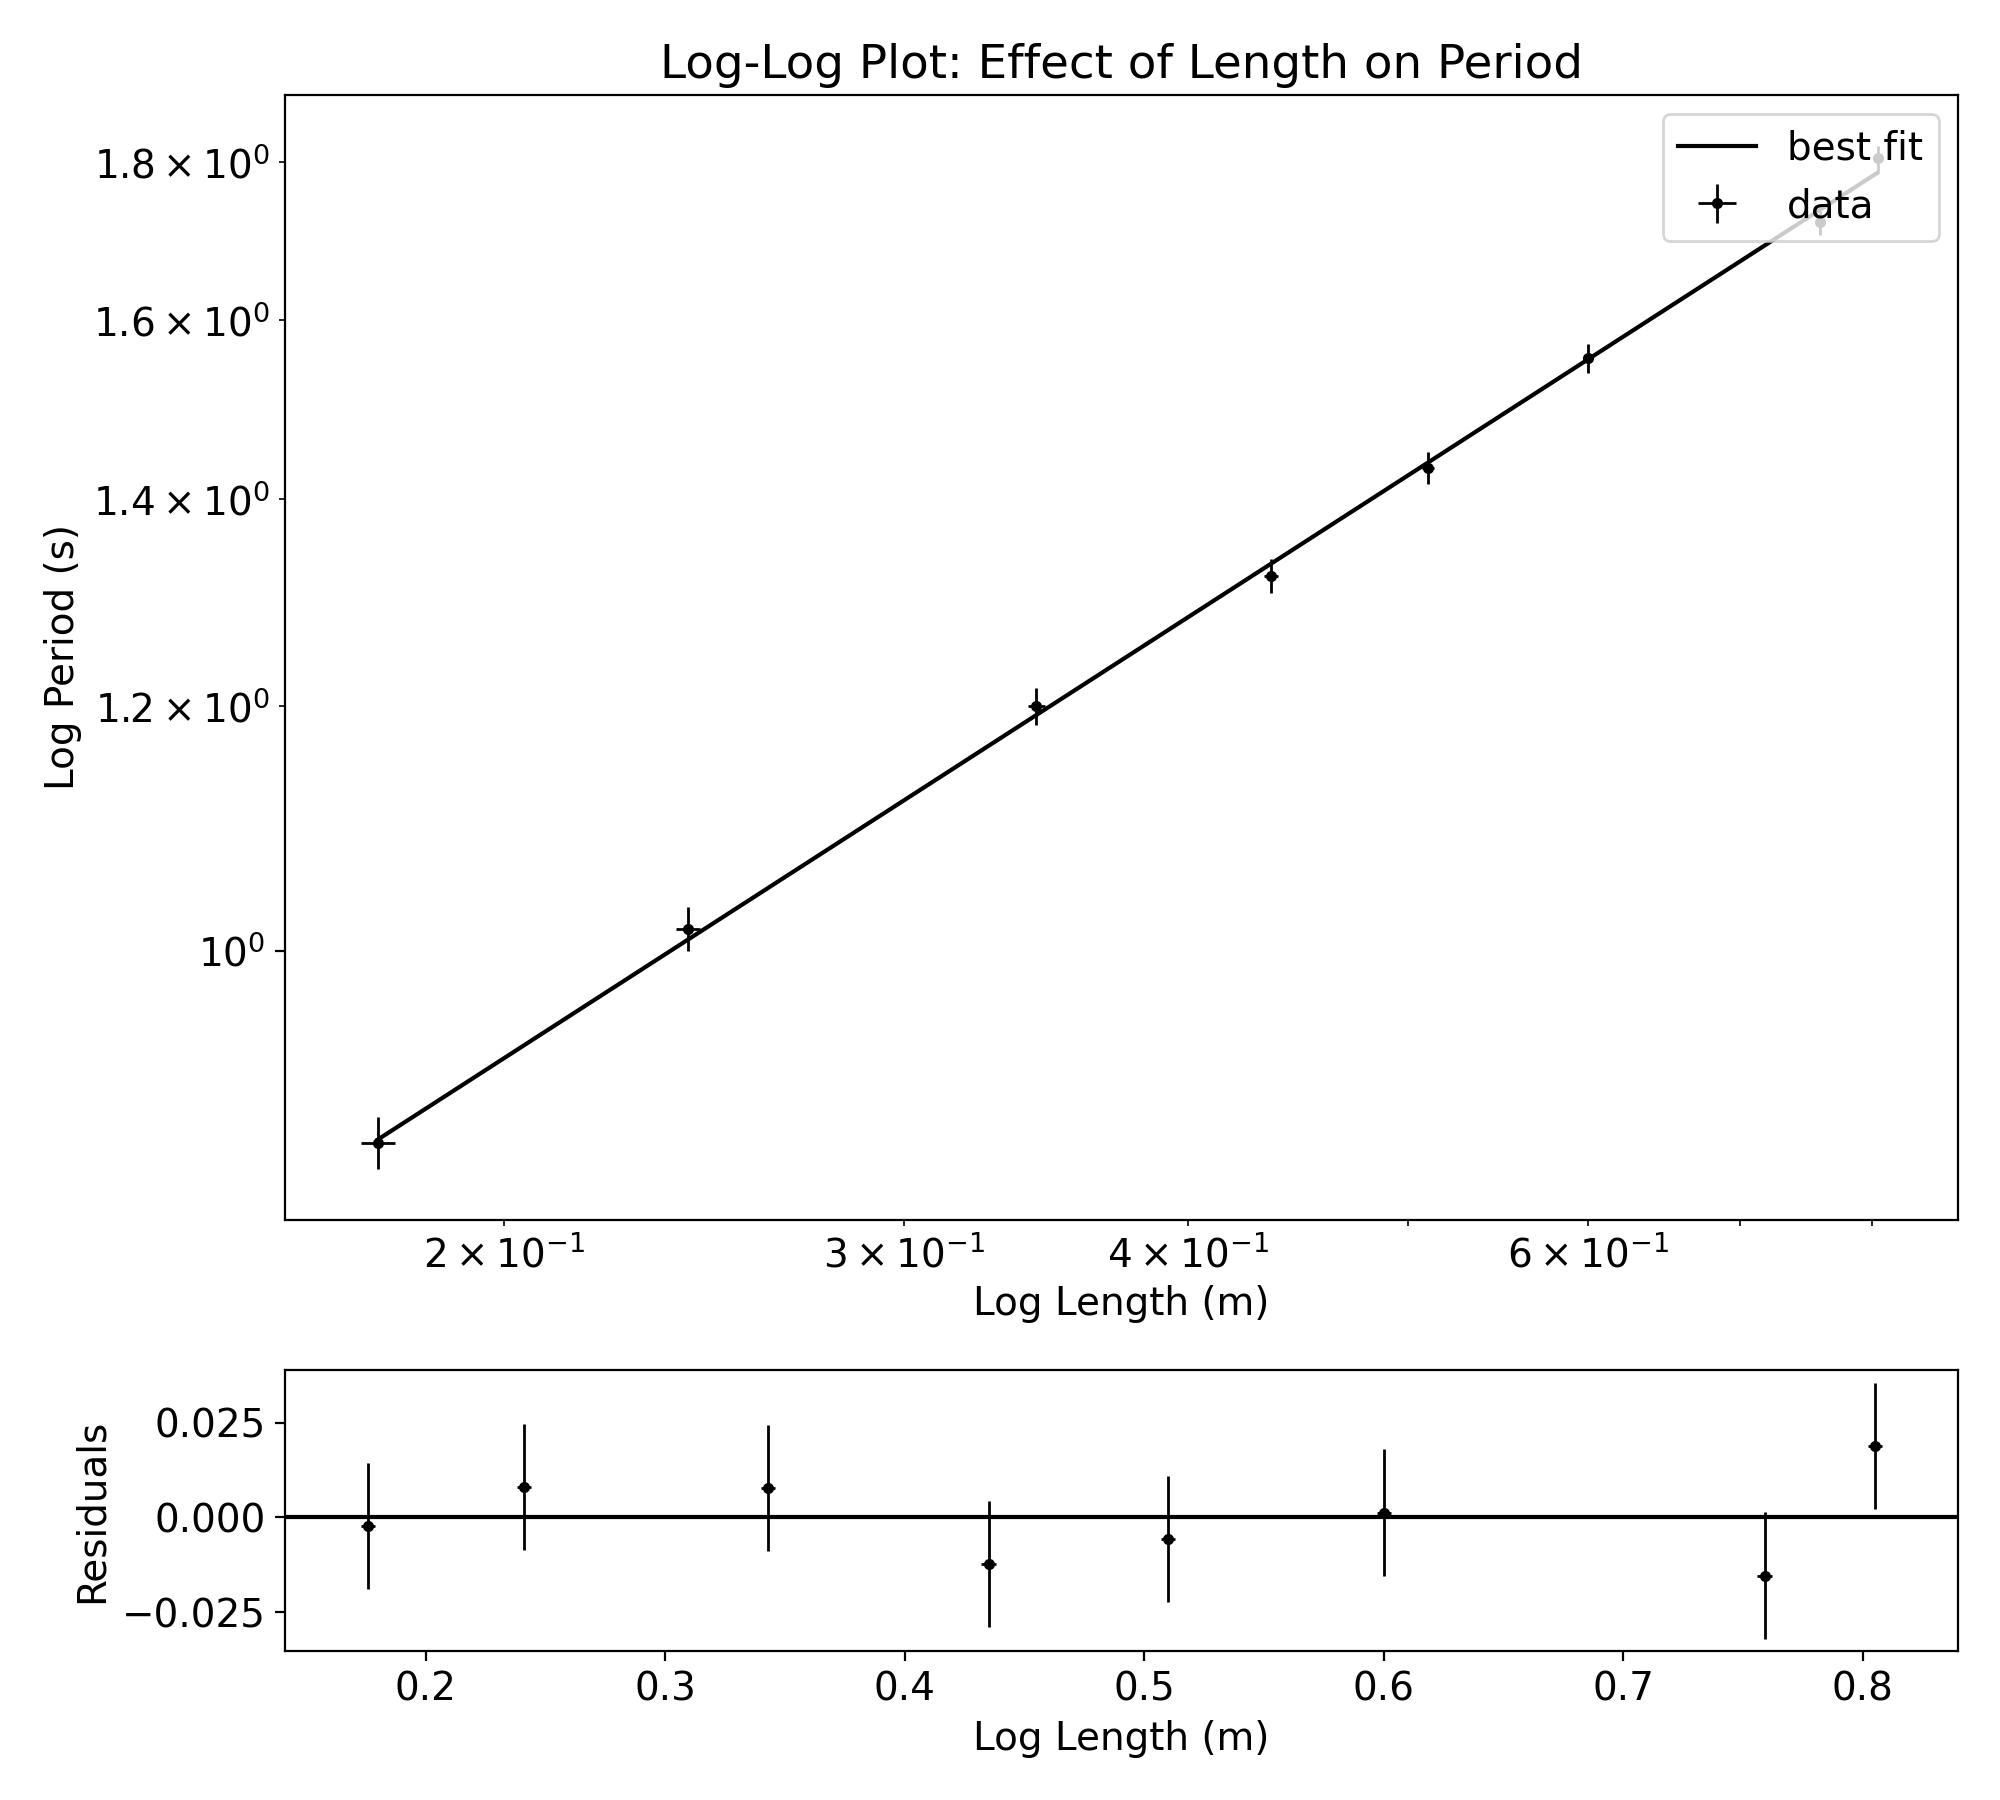 Log-Log Plot: Effect of Length on Period
best fit
data
1.8 × 10⁰
1.6 × 10⁰
1.4 × 10⁰
1.2 × 10⁰
10⁰
Log Period (s)
2 × 10⁻¹ 3 × 10⁻¹ 4 × 10⁻¹ 6 × 10⁻¹
Log Length (m)
0.025
0.000
−0.025
Residuals
0.2 0.3 0.4 0.5 0.6 0.7 0.8
Log Length (m)